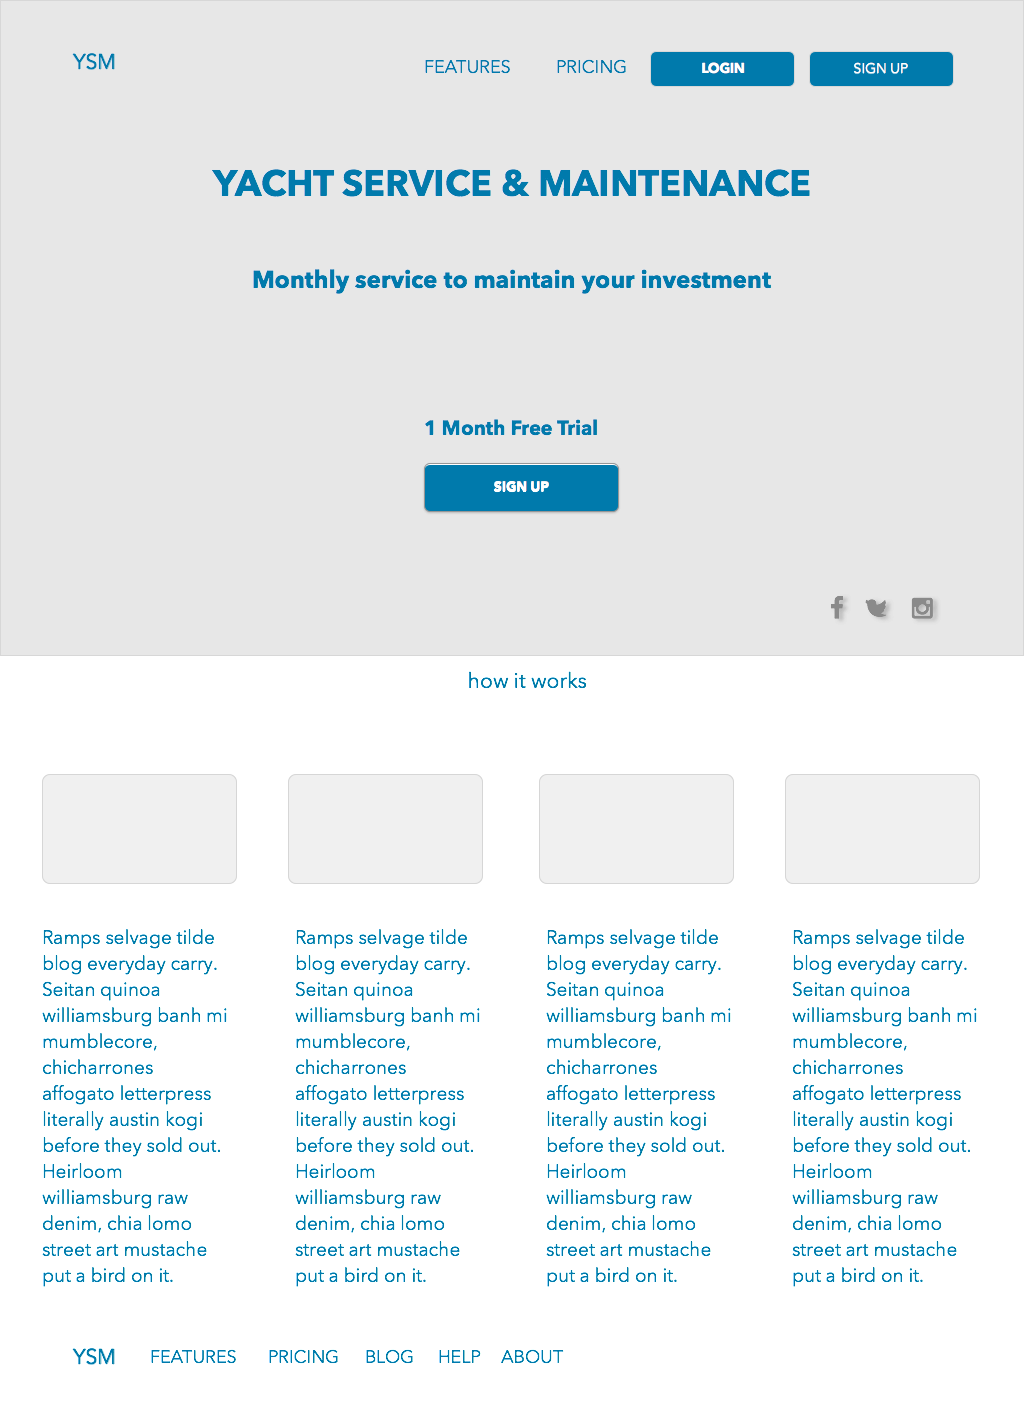 YSM
FEATURES
PRICING
LOGIN
SIGN UP
YACHT SERVICE & MAINTENANCE
Monthly service to maintain your investment
1 Month Free Trial
SIGN UP
how it works
Ramps selvage tilde
blog everyday carry.
Seitan quinoa
williamsburg banh mi
mumblecore,
chicharrones
affogato letterpress
literally austin kogi
before they sold out.
Heirloom
williamsburg raw
denim, chia lomo
street art mustache
put a bird on it.
Ramps selvage tilde
blog everyday carry.
Seitan quinoa
williamsburg banh mi
mumblecore,
chicharrones
affogato letterpress
literally austin kogi
before they sold out.
Heirloom
williamsburg raw
denim, chia lomo
street art mustache
put a bird on it.
Ramps selvage tilde
blog everyday carry.
Seitan quinoa
williamsburg banh mi
mumblecore,
chicharrones
affogato letterpress
literally austin kogi
before they sold out.
Heirloom
williamsburg raw
denim, chia lomo
street art mustache
put a bird on it.
Ramps selvage tilde
blog everyday carry.
Seitan quinoa
williamsburg banh mi
mumblecore,
chicharrones
affogato letterpress
literally austin kogi
before they sold out.
Heirloom
williamsburg raw
denim, chia lomo
street art mustache
put a bird on it.
YSM
FEATURES
PRICING
BLOG
HELP
ABOUT